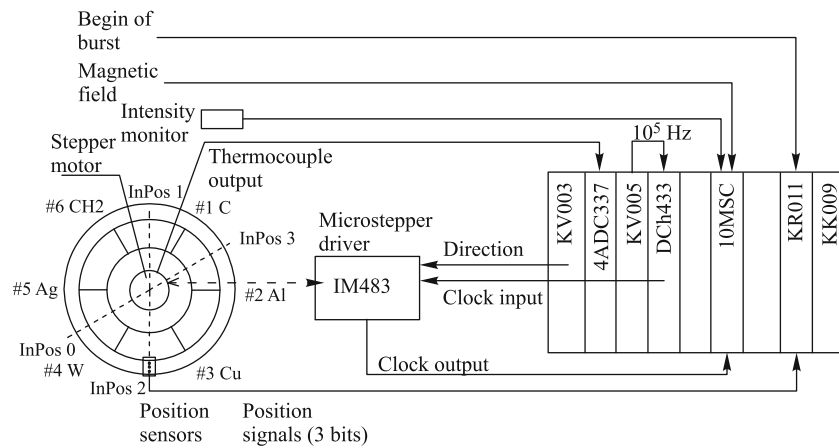 Begin of
burst
Magnetic
field
Intensity
monitor
10⁵ Hz
Stepper
motor
Thermocouple
output
InPos 1
#6 CH2
#1 C
InPos 3
Microstepper
driver
KV003
4ADC337
KV005
DCh433
10MSC
KR011
KK009
Direction
#5 Ag
#2 Al
IM483
Clock input
InPos 0
#4 W
#3 Cu
Clock output
InPos 2
Position
sensors
Position
signals (3 bits)